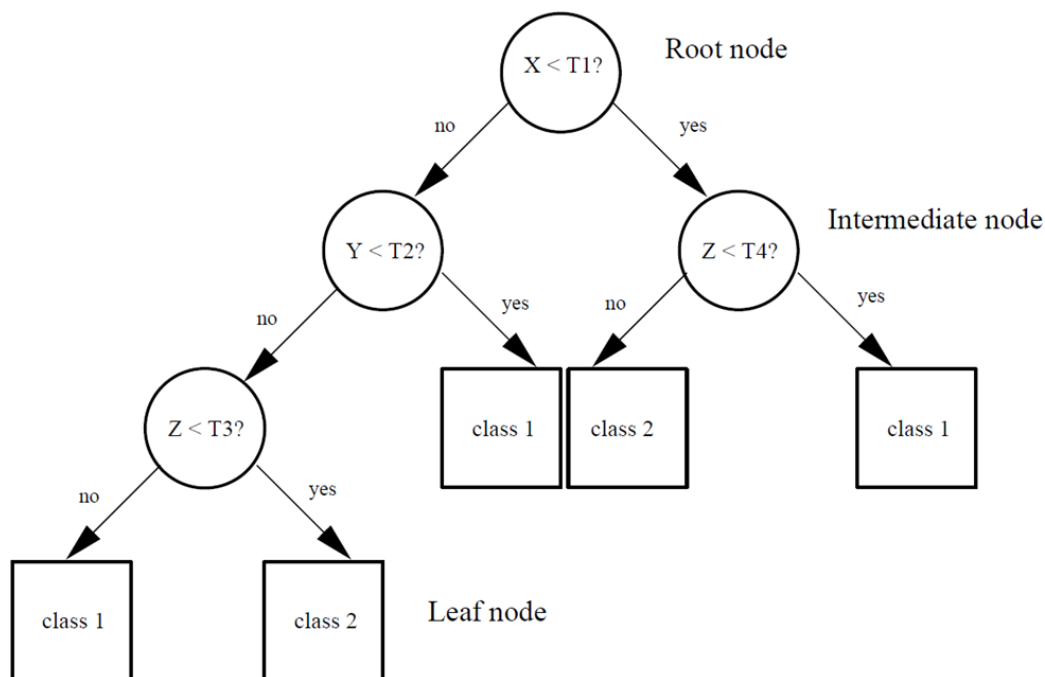 X < T1?
Root node
no
yes
Y < T2?
Z < T4?
Intermediate node
no
yes
no
yes
Z < T3?
class 1
class 2
class 1
no
yes
class 1
class 2
Leaf node